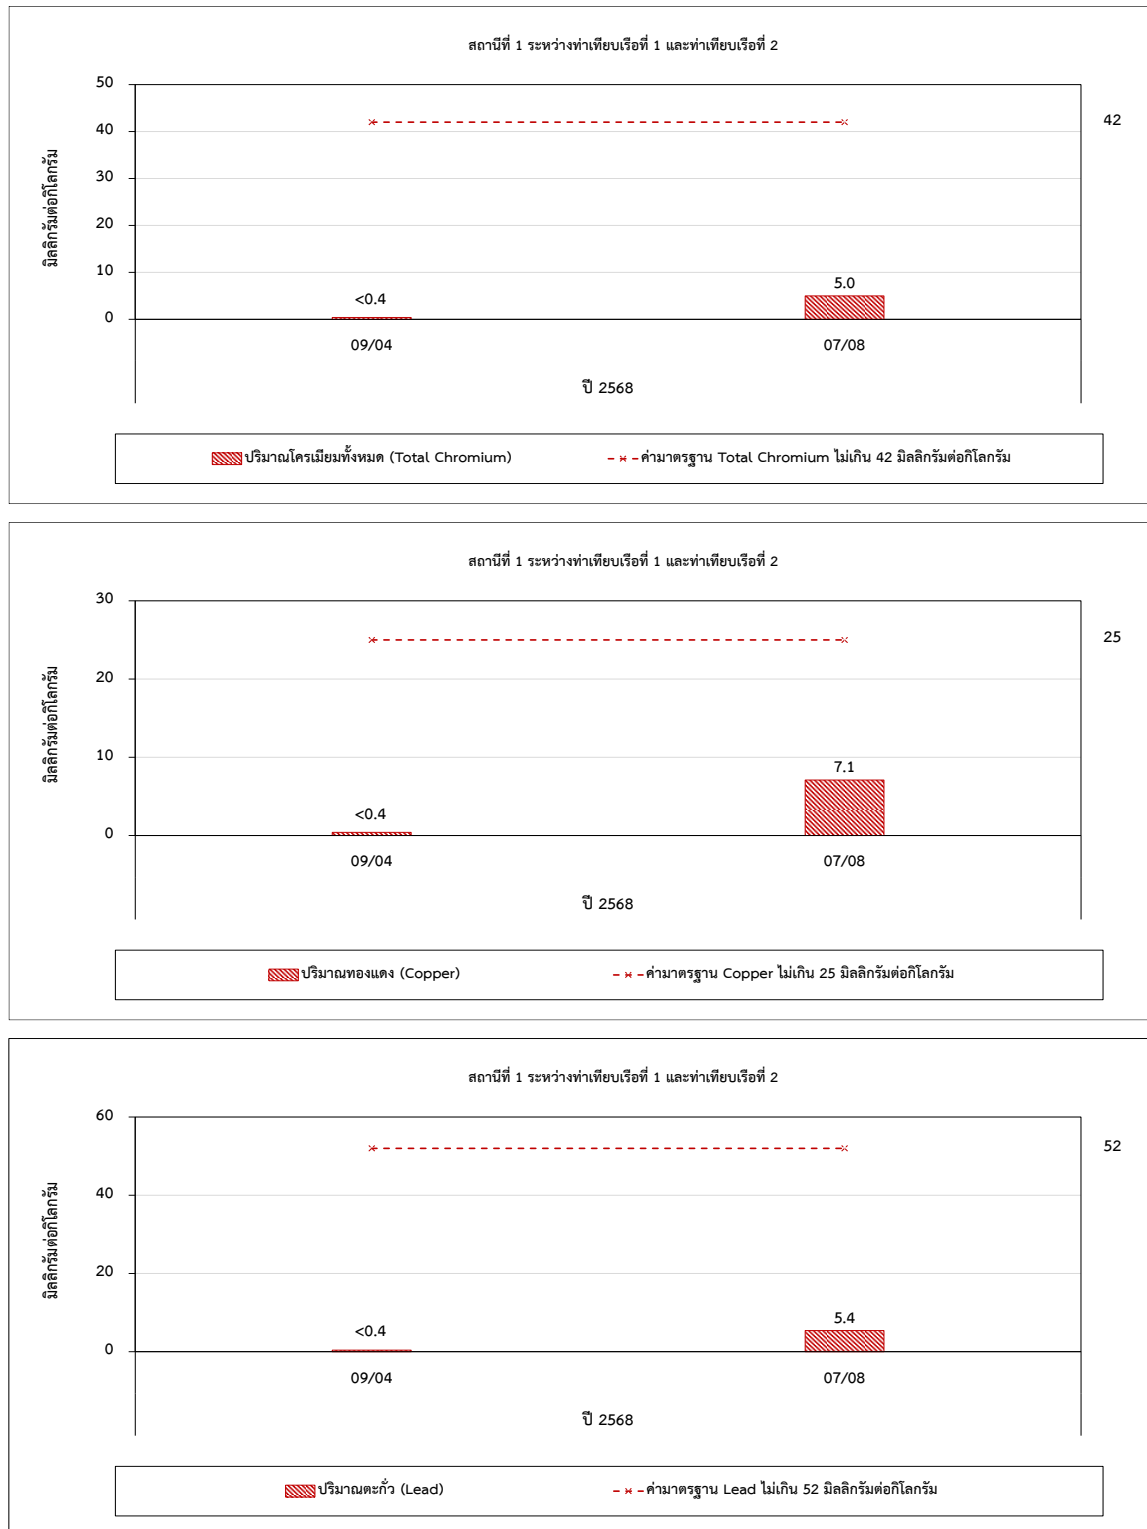 สถานีที่ 1 ระหว่างท่าเทียบเรือที่ 1 และท่าเทียบเรือที่ 2
มิลลิกรัมต่อกิโลกรัม
50
40
30
20
10
0
42
<0.4
5.0
09/04
07/08
ปี 2568
ปริมาณโครเมียมทั้งหมด (Total Chromium)
ค่ามาตรฐาน Total Chromium ไม่เกิน 42 มิลลิกรัมต่อกิโลกรัม
สถานีที่ 1 ระหว่างท่าเทียบเรือที่ 1 และท่าเทียบเรือที่ 2
มิลลิกรัมต่อกิโลกรัม
30
20
10
0
25
<0.4
7.1
09/04
07/08
ปี 2568
ปริมาณทองแดง (Copper)
ค่ามาตรฐาน Copper ไม่เกิน 25 มิลลิกรัมต่อกิโลกรัม
สถานีที่ 1 ระหว่างท่าเทียบเรือที่ 1 และท่าเทียบเรือที่ 2
มิลลิกรัมต่อกิโลกรัม
60
40
20
0
52
<0.4
5.4
09/04
07/08
ปี 2568
ปริมาณตะกั่ว (Lead)
ค่ามาตรฐาน Lead ไม่เกิน 52 มิลลิกรัมต่อกิโลกรัม